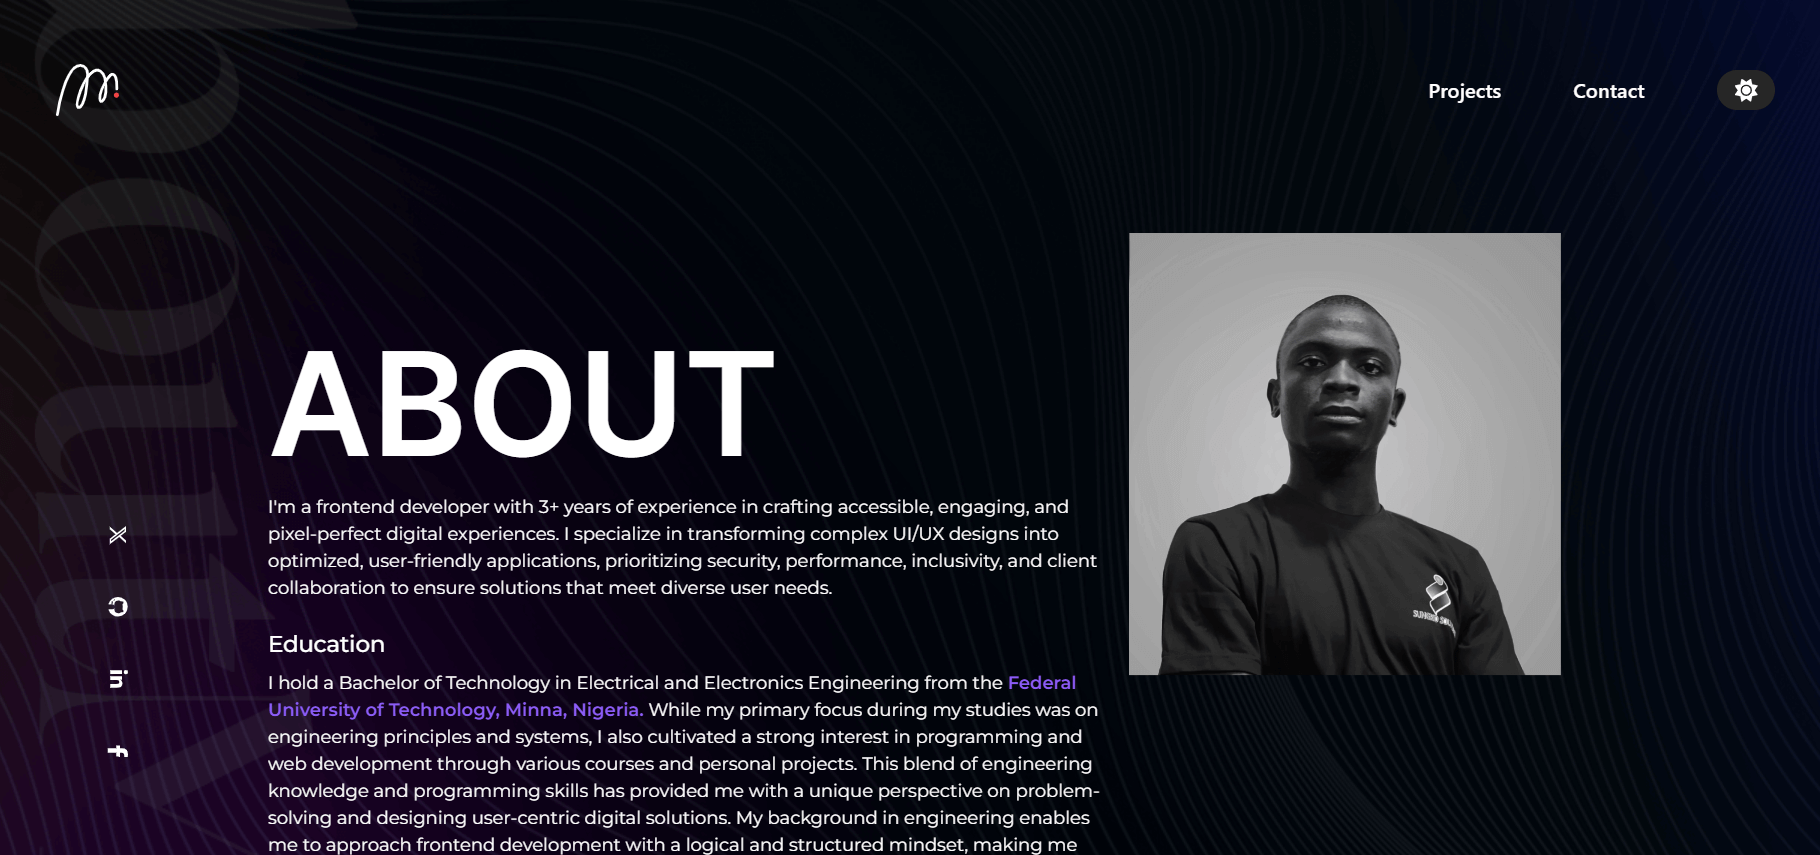 Projects
Contact
ABOUT
I'm a frontend developer with 3+ years of experience in crafting accessible, engaging, and
pixel-perfect digital experiences. I specialize in transforming complex UI/UX designs into
optimized, user-friendly applications, prioritizing security, performance, inclusivity, and client
collaboration to ensure solutions that meet diverse user needs.
Education
I hold a Bachelor of Technology in Electrical and Electronics Engineering from the Federal
University of Technology, Minna, Nigeria. While my primary focus during my studies was on
engineering principles and systems, I also cultivated a strong interest in programming and
web development through various courses and personal projects. This blend of engineering
knowledge and programming skills has provided me with a unique perspective on problem-
solving and designing user-centric digital solutions. My background in engineering enables
me to approach frontend development with a logical and structured mindset, making me